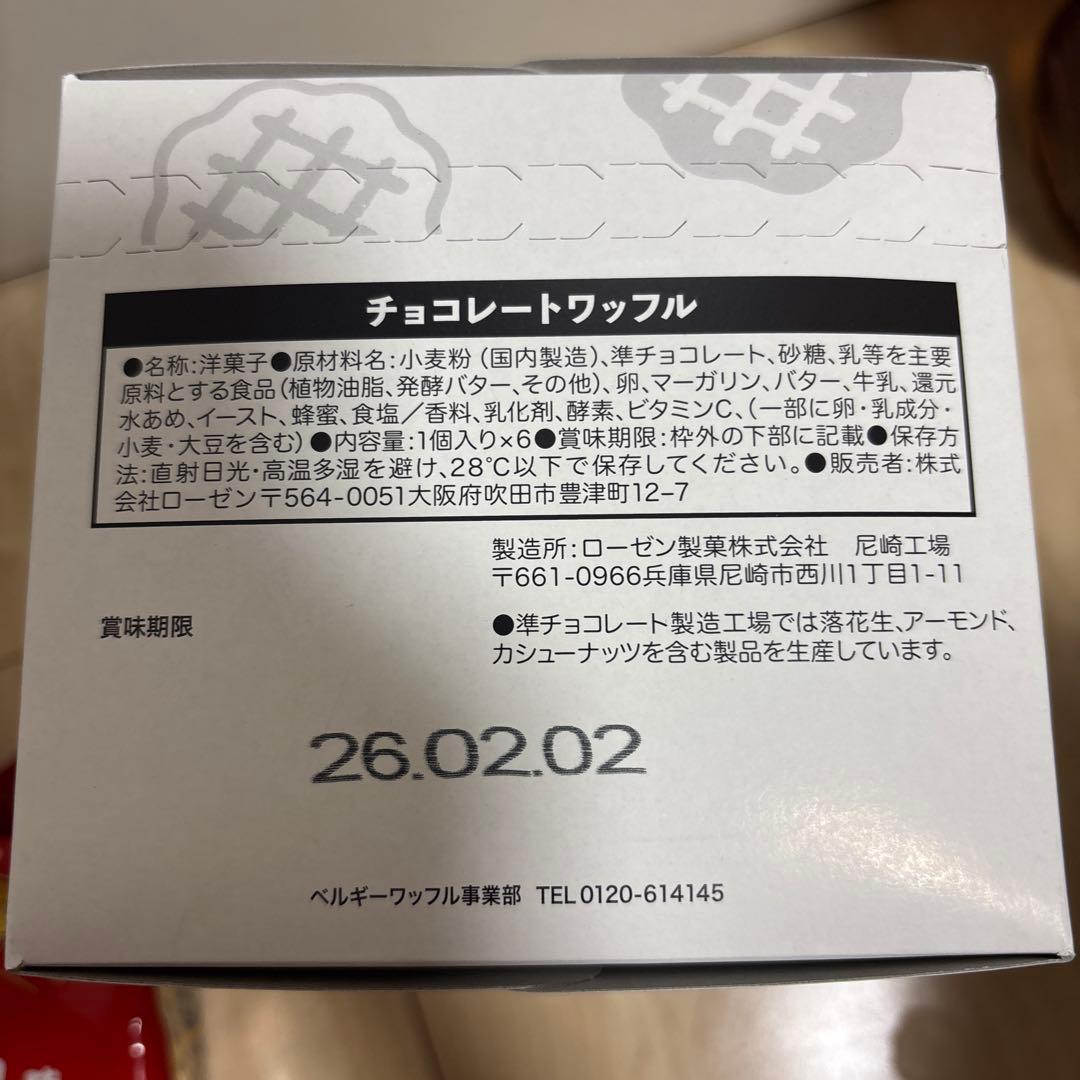 チョコレートワッフル
●名称:洋菓子●原材料名:小麦粉(国内製造)、準チョコレート、砂糖、乳等を主要
原料とする食品(植物油脂、発酵バター、その他)、卵、マーガリン、バター、牛乳、還元
水あめ、イースト、蜂蜜、食塩/香料、乳化剤、酵素、ビタミンC、(一部に卵・乳成分・
小麦・大豆を含む)●内容量:1個入り×6●賞味期限:枠外の下部に記載●保存方
法:直射日光・高温多湿を避け、28℃以下で保存してください。●販売者:株式
会社ローゼン〒564-0051大阪府吹田市豊津町12-7
製造所:ローゼン製菓株式会社 尼崎工場
〒661-0966兵庫県尼崎市西川1丁目1-11
賞味期限
●準チョコレート製造工場では落花生、アーモンド、
カシューナッツを含む製品を生産しています。
26.02.02
ベルギーワッフル事業部 TEL 0120-614145